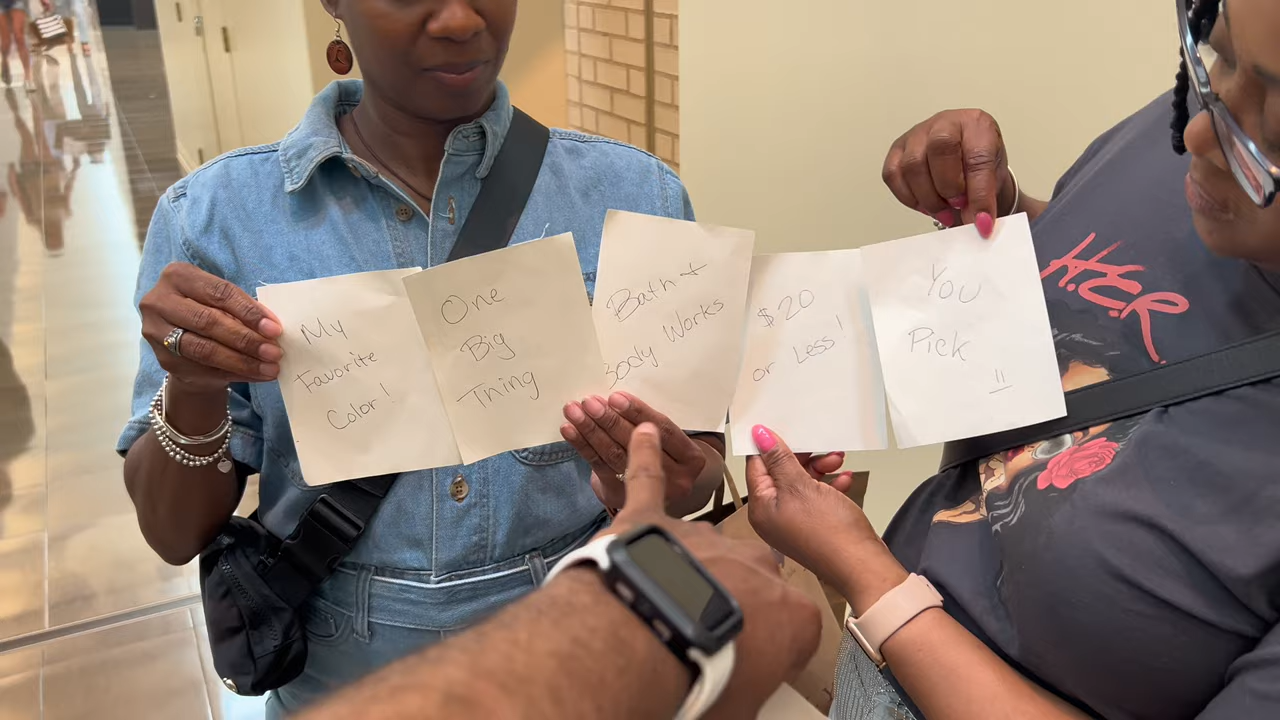 My
Favorite
Color!
One
Big
Thing
Bath +
Body Works
$20
or Less!
You
Pick
H.E.R.